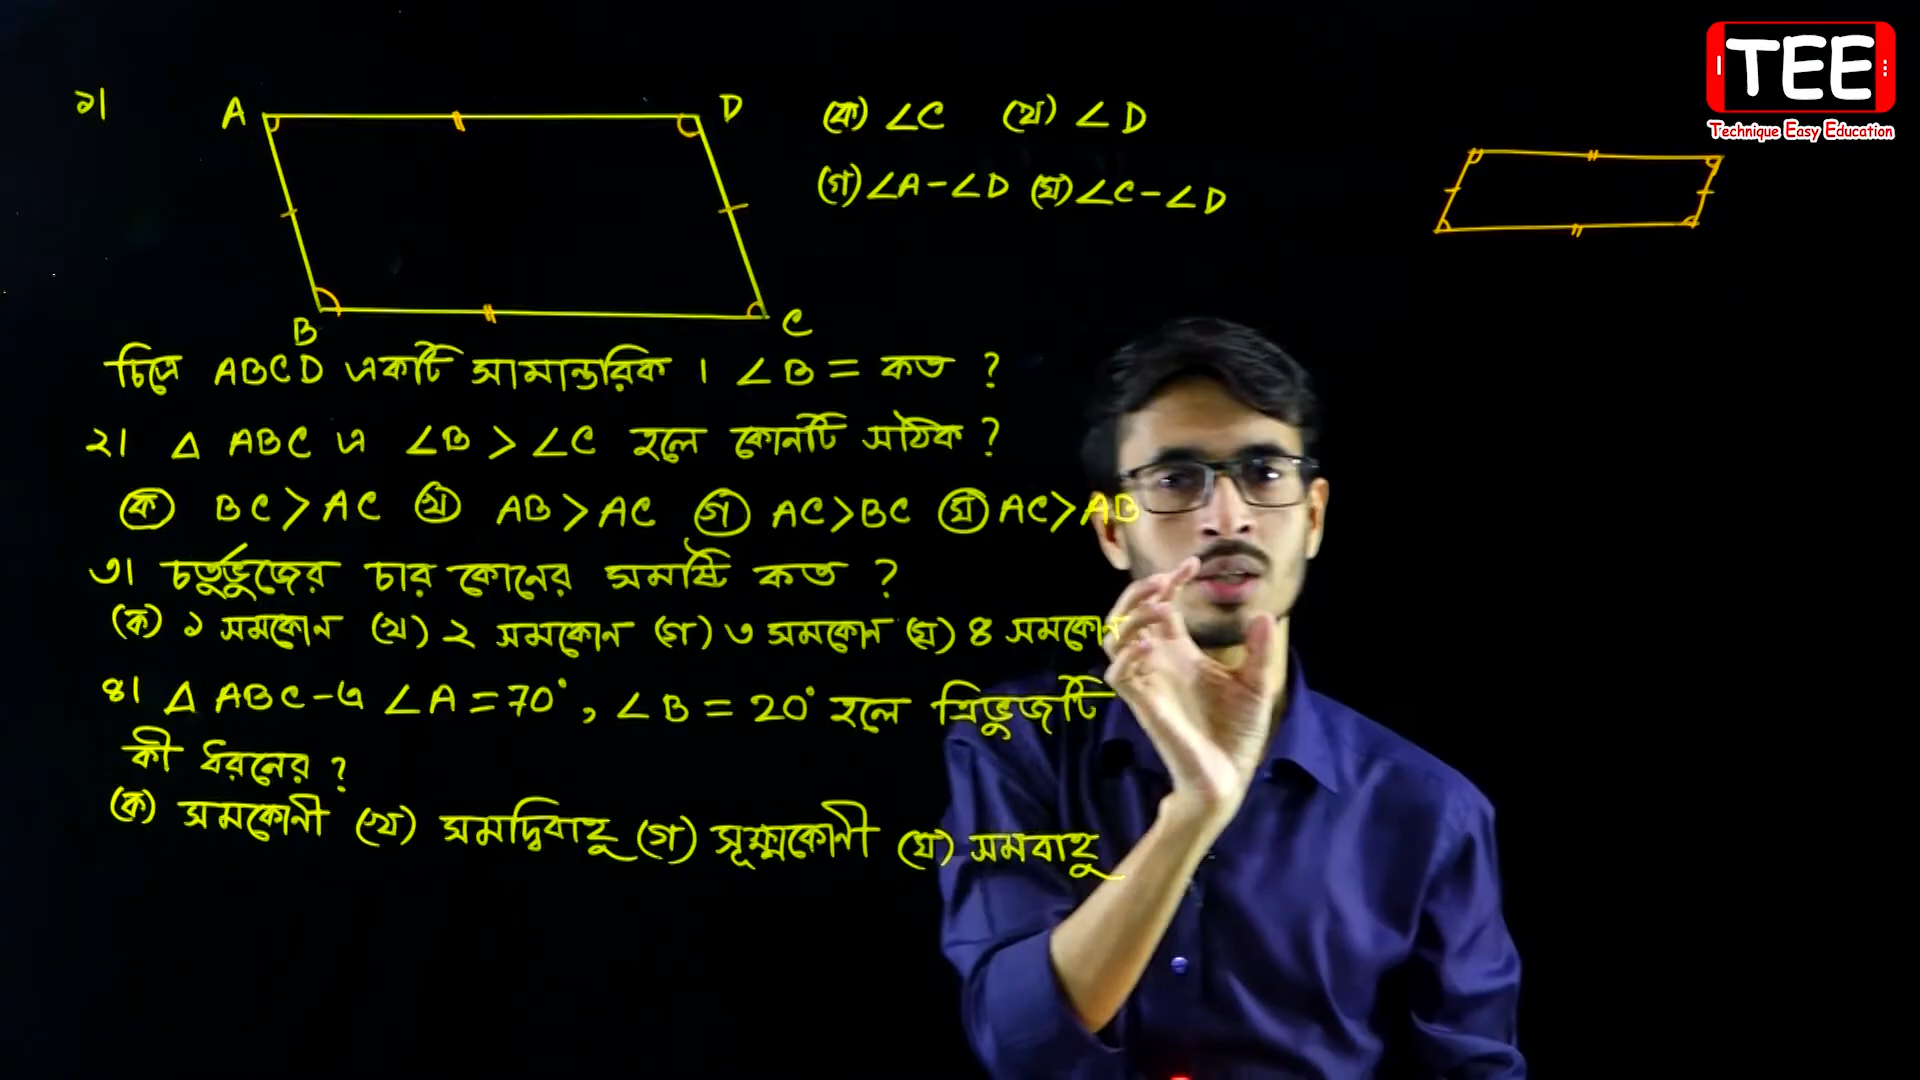 TEE
Technique Easy Education
১।
A D
B C
(ক) ∠C (খ) ∠D
(গ) ∠A-∠D (ঘ) ∠C-∠D
চিত্রে ABCD একটি সামান্তরিক । ∠B = কত ?
২। △ ABC এ ∠B > ∠C হলে কোনটি সঠিক ?
(ক) BC > AC (খ) AB > AC (গ) AC > BC (ঘ) AC > AB
৩। চর্তুভুজের চার কোনের সমষ্টি কত ?
(ক) ১ সমকোন (খ) ২ সমকোন (গ) ৩ সমকোন (ঘ) ৪ সমকোন
৪। △ ABC-এ ∠A = 70°, ∠B = 20° হলে ত্রিভুজটি
কী ধরনের ?
(ক) সমকোনী (খ) সমদ্বিবাহু (গ) সূক্ষ্মকোনী (ঘ) সমবাহু